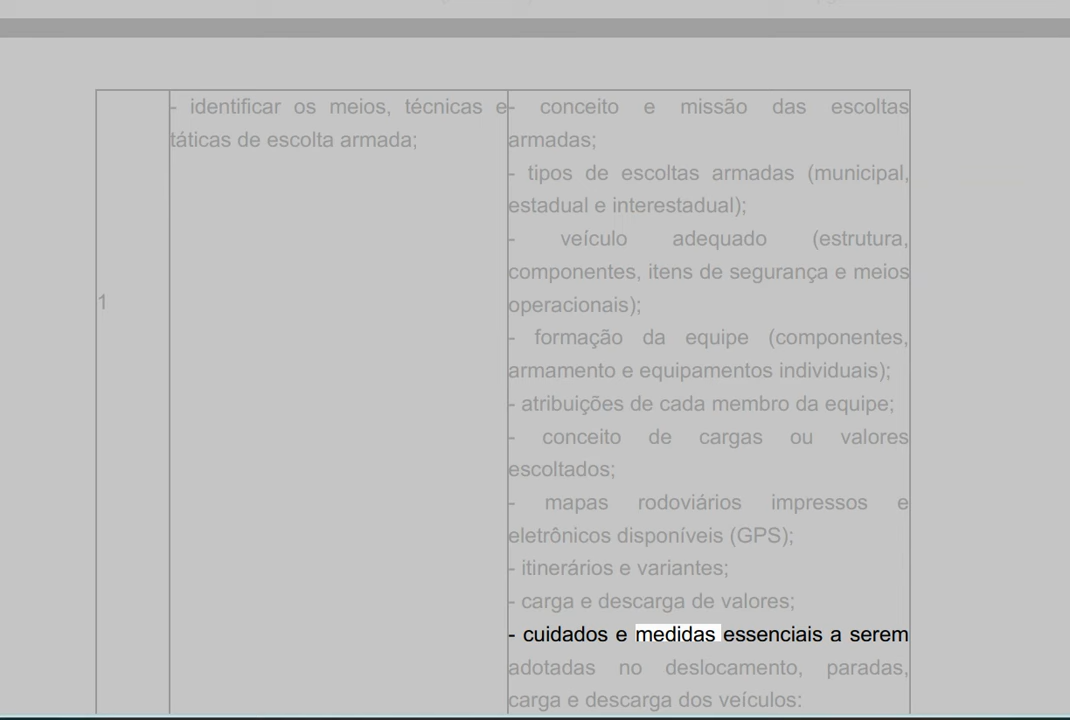 1
- identificar os meios, técnicas e
táticas de escolta armada;
- conceito e missão das escoltas
armadas;
- tipos de escoltas armadas (municipal,
estadual e interestadual);
- veículo adequado (estrutura,
componentes, itens de segurança e meios
operacionais);
- formação da equipe (componentes,
armamento e equipamentos individuais);
- atribuições de cada membro da equipe;
- conceito de cargas ou valores
escoltados;
- mapas rodoviários impressos e
eletrônicos disponíveis (GPS);
- itinerários e variantes;
- carga e descarga de valores;
- cuidados e medidas essenciais a serem
adotadas no deslocamento, paradas,
carga e descarga dos veículos: